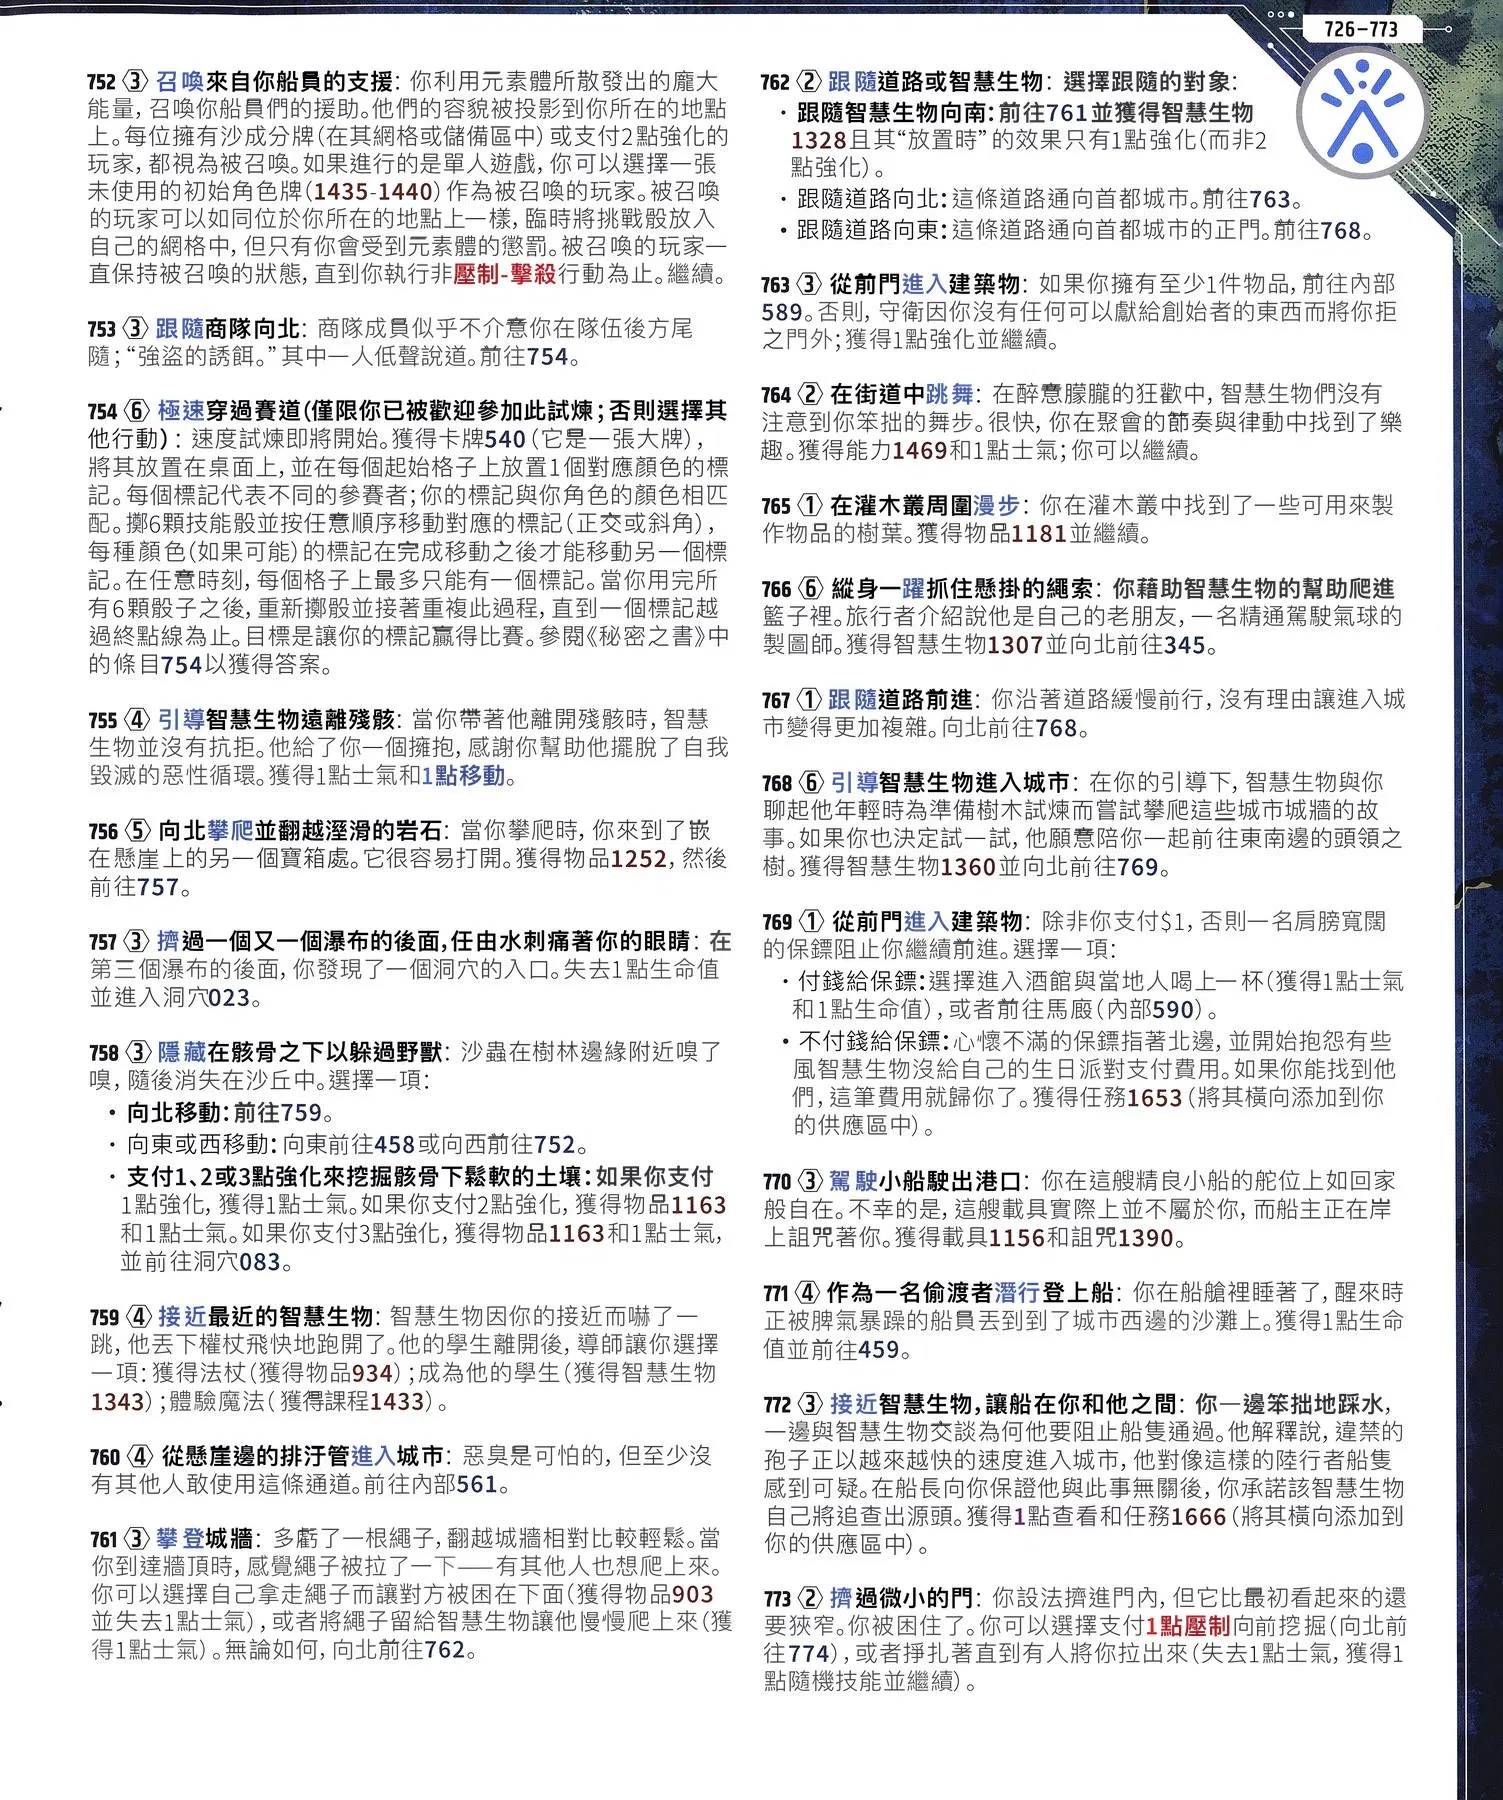 726–773
752 ③ 召喚來自你船員的支援：你利用元素體所散發出的龐大
能量，召喚你船員們的援助。他們的容貌被投影到你所在的地點
上。每位擁有沙成分牌（在其網格或儲備區中）或支付2點強化的
玩家，都視為被召喚。如果進行的是單人遊戲，你可以選擇一張
未使用的初始角色牌（1435-1440）作為被召喚的玩家。被召喚
的玩家可以如同位於你所在的地點上一樣，臨時將挑戰骰放入
自己的網格中，但只有你會受到元素體的懲罰。被召喚的玩家一
直保持被召喚的狀態，直到你執行非壓制-擊殺行動為止。繼續。
753 ③ 跟隨商隊向北：商隊成員似乎不介意你在隊伍後方尾
隨；“強盜的誘餌。”其中一人低聲說道。前往754。
754 ⑥ 極速穿過賽道（僅限你已被歡迎參加此試煉；否則選擇其
他行動）：速度試煉即將開始。獲得卡牌540（它是一張大牌），
將其放置在桌面上，並在每個起始格子上放置1個對應顏色的標
記。每個標記代表不同的參賽者；你的標記與你角色的顏色相匹
配。擲6顆技能骰並按任意順序移動對應的標記（正交或斜角），
每種顏色（如果可能）的標記在完成移動之後才能移動另一個標
記。在任意時刻，每個格子上最多只能有一個標記。當你用完所
有6顆骰子之後，重新擲骰並接著重複此過程，直到一個標記越
過終點線為止。目標是讓你的標記贏得比賽。參閱《秘密之書》中
的條目754以獲得答案。
755 ④ 引導智慧生物遠離殘骸：當你帶著他離開殘骸時，智慧
生物並沒有抗拒。他給了你一個擁抱，感謝你幫助他擺脫了自我
毀滅的惡性循環。獲得1點士氣和1點移動。
756 ⑤ 向北攀爬並翻越溼滑的岩石：當你攀爬時，你來到了嵌
在懸崖上的另一個寶箱處。它很容易打開。獲得物品1252，然後
前往757。
757 ③ 擠過一個又一個瀑布的後面，任由水刺痛著你的眼睛：在
第三個瀑布的後面，你發現了一個洞穴的入口。失去1點生命值
並進入洞穴023。
758 ③ 隱藏在骸骨之下以躲過野獸：沙蟲在樹林邊緣附近嗅了
嗅，隨後消失在沙丘中。選擇一項：
・向北移動：前往759。
・向東或西移動：向東前往458或向西前往752。
・支付1、2或3點強化來挖掘骸骨下鬆軟的土壤：如果你支付
1點強化，獲得1點士氣。如果你支付2點強化，獲得物品1163
和1點士氣。如果你支付3點強化，獲得物品1163和1點士氣，
並前往洞穴083。
759 ④ 接近最近的智慧生物：智慧生物因你的接近而嚇了一
跳，他丟下權杖飛快地跑開了。他的學生離開後，導師讓你選擇
一項：獲得法杖（獲得物品934）；成為他的學生（獲得智慧生物
1343）；體驗魔法（獲得課程1433）。
760 ④ 從懸崖邊的排汙管進入城市：惡臭是可怕的，但至少沒
有其他人敢使用這條通道。前往內部561。
761 ③ 攀登城牆：多虧了一根繩子，翻越城牆相對比較輕鬆。當
你到達牆頂時，感覺繩子被拉了一下——有其他人也想爬上來。
你可以選擇自己拿走繩子而讓對方被困在下面（獲得物品903
並失去1點士氣），或者將繩子留給智慧生物讓他慢慢爬上來（獲
得1點士氣）。無論如何，向北前往762。
762 ② 跟隨道路或智慧生物：選擇跟隨的對象：
・跟隨智慧生物向南：前往761並獲得智慧生物
1328且其“放置時”的效果只有1點強化（而非2
點強化）。
・跟隨道路向北：這條道路通向首都城市。前往763。
・跟隨道路向東：這條道路通向首都城市的正門。前往768。
763 ③ 從前門進入建築物：如果你擁有至少1件物品，前往內部
589。否則，守衛因你沒有任何可以獻給創始者的東西而將你拒
之門外；獲得1點強化並繼續。
764 ② 在街道中跳舞：在醉意朦朧的狂歡中，智慧生物們沒有
注意到你笨拙的舞步。很快，你在聚會的節奏與律動中找到了樂
趣。獲得能力1469和1點士氣；你可以繼續。
765 ① 在灌木叢周圍漫步：你在灌木叢中找到了一些可用來製
作物品的樹葉。獲得物品1181並繼續。
766 ⑥ 縱身一躍抓住懸掛的繩索：你藉助智慧生物的幫助爬進
籃子裡。旅行者介紹說他是自己的老朋友，一名精通駕駛氣球的
製圖師。獲得智慧生物1307並向北前往345。
767 ① 跟隨道路前進：你沿著道路緩慢前行，沒有理由讓進入城
市變得更加複雜。向北前往768。
768 ⑥ 引導智慧生物進入城市：在你的引導下，智慧生物與你
聊起他年輕時為準備樹木試煉而嘗試攀爬這些城市城牆的故
事。如果你也決定試一試，他願意陪你一起前往東南邊的頭領之
樹。獲得智慧生物1360並向北前往769。
769 ① 從前門進入建築物：除非你支付$1，否則一名肩膀寬闊
的保鏢阻止你繼續前進。選擇一項：
・付錢給保鏢：選擇進入酒館與當地人喝上一杯（獲得1點士氣
和1點生命值），或者前往馬廄（內部590）。
・不付錢給保鏢：心懷不滿的保鏢指著北邊，並開始抱怨有些
風智慧生物沒給自己的生日派對支付費用。如果你能找到他
們，這筆費用就歸你了。獲得任務1653（將其橫向添加到你
的供應區中）。
770 ③ 駕駛小船駛出港口：你在這艘精良小船的舵位上如回家
般自在。不幸的是，這艘載具實際上並不屬於你，而船主正在岸
上詛咒著你。獲得載具1156和詛咒1390。
771 ④ 作為一名偷渡者潛行登上船：你在船艙裡睡著了，醒來時
正被脾氣暴躁的船員丟到到了城市西邊的沙灘上。獲得1點生命
值並前往459。
772 ③ 接近智慧生物，讓船在你和他之間：你一邊笨拙地踩水，
一邊與智慧生物交談為何他要阻止船隻通過。他解釋說，違禁的
孢子正以越來越快的速度進入城市，他對像這樣的陸行者船隻
感到可疑。在船長向你保證他與此事無關後，你承諾該智慧生物
自己將追查出源頭。獲得1點查看和任務1666（將其橫向添加到
你的供應區中）。
773 ② 擠過微小的門：你設法擠進門內，但它比最初看起來的還
要狹窄。你被困住了。你可以選擇支付1點壓制向前挖掘（向北前
往774），或者掙扎著直到有人將你拉出來（失去1點士氣，獲得1
點隨機技能並繼續）。